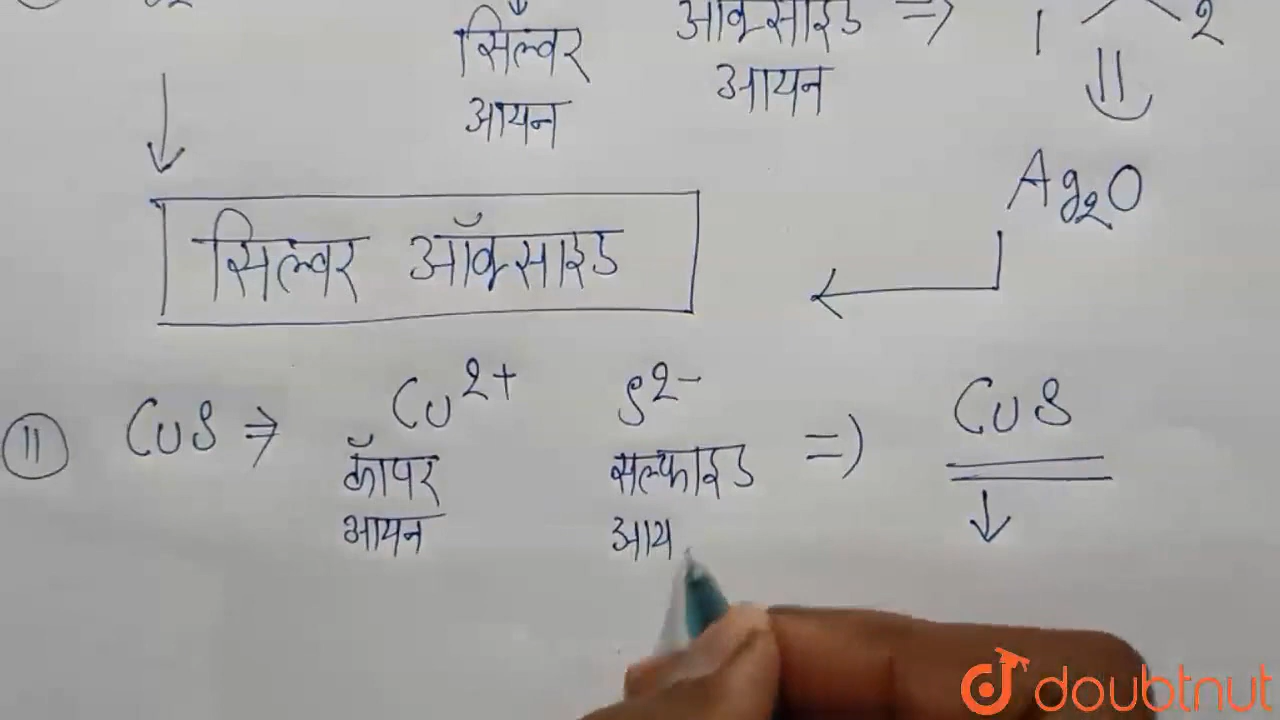 सिल्वर ऑक्साइड ⇒ 1 2
आयन आयन
Ag₂O
सिल्वर ऑक्साइड
11 CuS ⇒ Cu²⁺ S²⁻ ⇒ CuS
कॉपर सल्फाइड
आयन आय
doubtnut